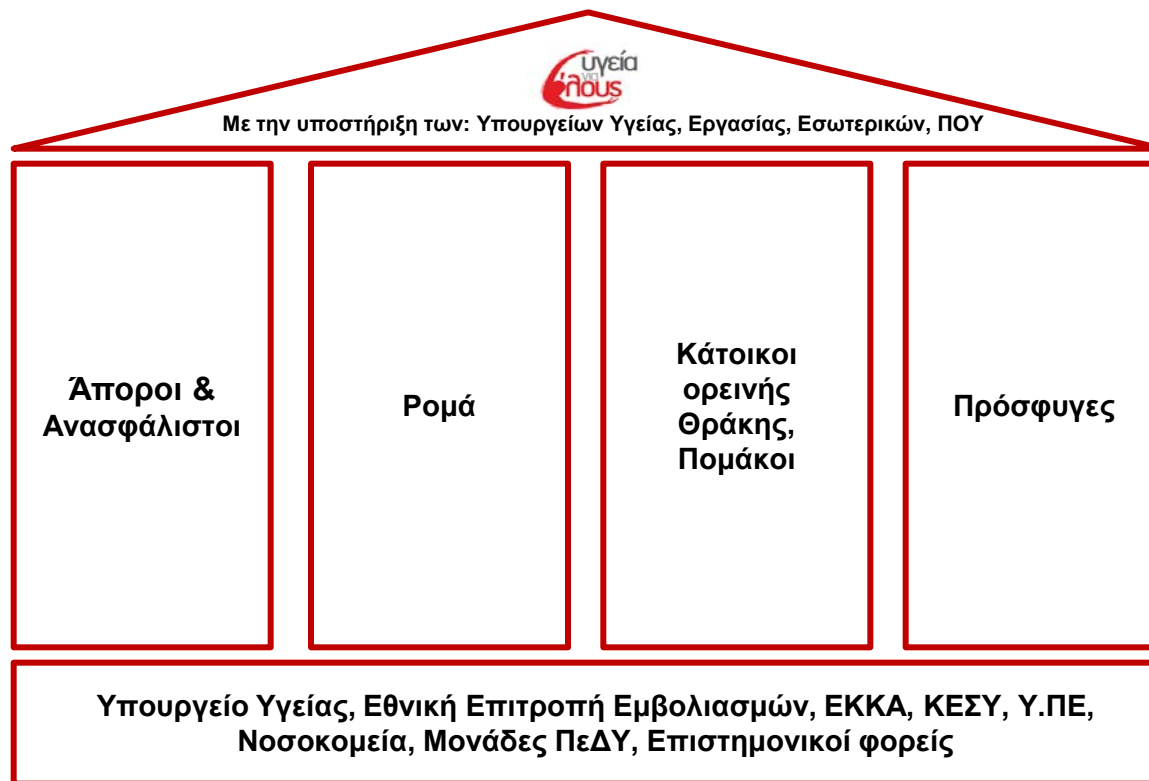 υγεία
για
όλους
Με την υποστήριξη των: Υπουργείων Υγείας, Εργασίας, Εσωτερικών, ΠΟΥ
Άποροι &
Ανασφάλιστοι
Ρομά
Κάτοικοι
ορεινής
Θράκης,
Πομάκοι
Πρόσφυγες
Υπουργείο Υγείας, Εθνική Επιτροπή Εμβολιασμών, ΕΚΚΑ, ΚΕΣΥ, Υ.ΠΕ,
Νοσοκομεία, Μονάδες ΠεΔΥ, Επιστημονικοί φορείς